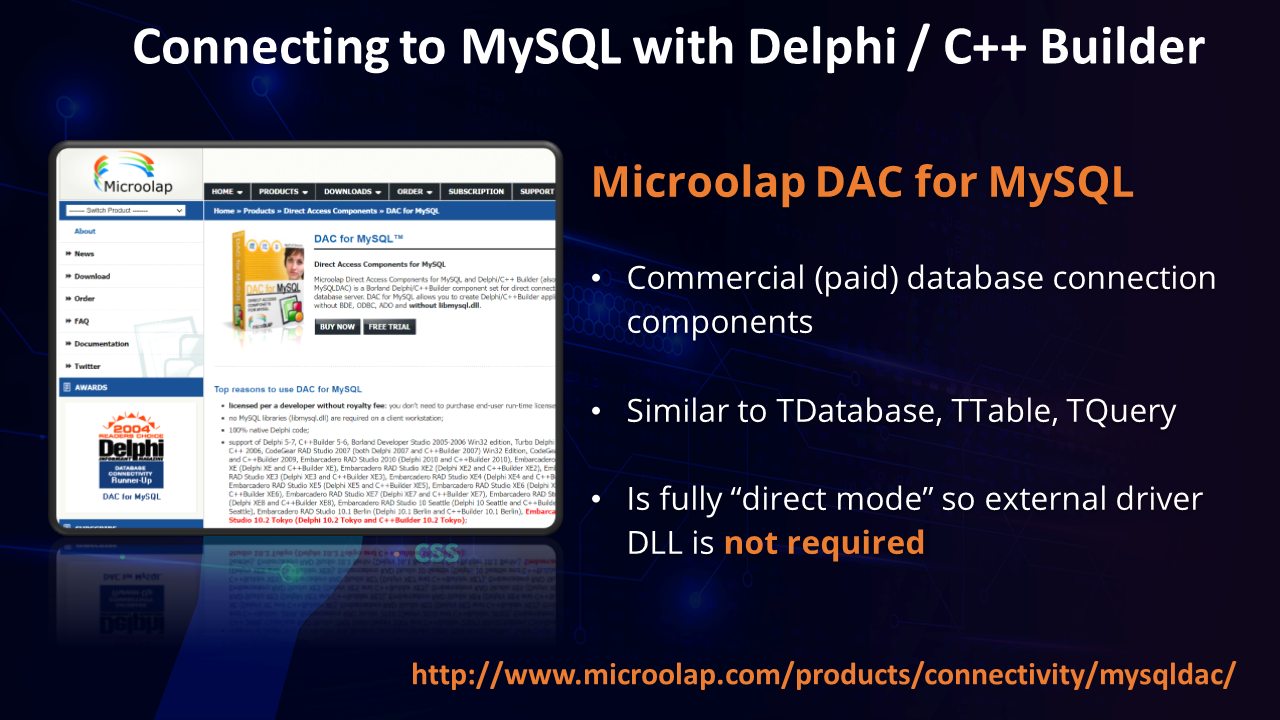 Connecting to MySQL with Delphi / C++ Builder
Microolap
HOME
PRODUCTS
DOWNLOADS
ORDER
SUBSCRIPTION
SUPPORT
------- Switch Product -------
Home » Products » Direct Access Components » DAC for MySQL
About
News
Download
Order
FAQ
Documentation
Twitter
AWARDS
2004
READERS CHOICE
Delphi
INFORMANT MAGAZINE
DATABASE
CONNECTIVITY
Runner-Up
DAC for MySQL
DAC for MySQL
DAC for MySQL™
Direct Access Components for MySQL
Microolap Direct Access Components for MySQL and Delphi/C++ Builder (also
MySQLDAC) is a Borland Delphi/C++Builder component set for direct connect
database server. DAC for MySQL allows you to create Delphi/C++Builder appli
without BDE, ODBC, ADO and without libmysql.dll.
BUY NOW
FREE TRIAL
Top reasons to use DAC for MySQL
• licensed per a developer without royalty fee: you don't need to purchase end-user run-time license
• no MySQL libraries (libmysql.dll) are required on a client workstation;
• 100% native Delphi code;
• support of Delphi 5-7, C++Builder 5-6, Borland Developer Studio 2005-2006 Win32 edition, Turbo Delphi
C++ 2006, CodeGear RAD Studio 2007 (both Delphi 2007 and C++Builder 2007) Win32 Edition, CodeGea
and C++Builder 2009, Embarcadero RAD Studio 2010 (Delphi 2010 and C++Builder 2010), Embarcadero
XE (Delphi XE and C++Builder XE), Embarcadero RAD Studio XE2 (Delphi XE2 and C++Builder XE2), Emb
RAD Studio XE3 (Delphi XE3 and C++Builder XE3), Embarcadero RAD Studio XE4 (Delphi XE4 and C++B
Embarcadero RAD Studio XE5 (Delphi XE5 and C++Builder XE5), Embarcadero RAD Studio XE6 (Delphi X
C++Builder XE6), Embarcadero RAD Studio XE7 (Delphi XE7 and C++Builder XE7), Embarcadero RAD St
(Delphi XE8 and C++Builder XE8), Embarcadero RAD Studio 10 Seattle (Delphi 10 Seattle and C++Builde
Seattle), Embarcadero RAD Studio 10.1 Berlin (Delphi 10.1 Berlin and C++Builder 10.1 Berlin), Embarca
Studio 10.2 Tokyo (Delphi 10.2 Tokyo and C++Builder 10.2 Tokyo);
Microolap DAC for MySQL
• Commercial (paid) database connection
components
• Similar to TDatabase, TTable, TQuery
• Is fully “direct mode” so external driver
DLL is not required
CSS
http://www.microolap.com/products/connectivity/mysqldac/